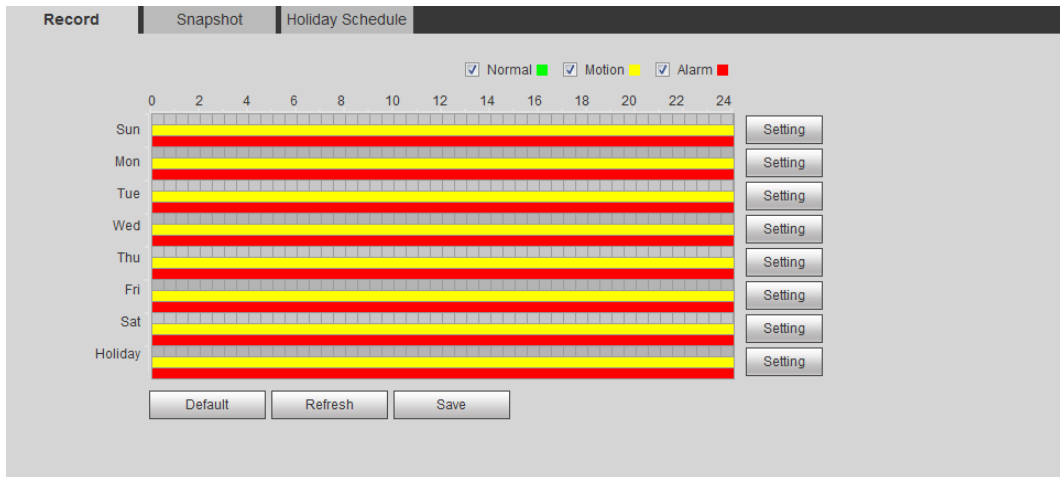 Record Snapshot Holiday Schedule
Normal Motion Alarm
0 2 4 6 8 10 12 14 16 18 20 22 24
Sun Setting
Mon Setting
Tue Setting
Wed Setting
Thu Setting
Fri Setting
Sat Setting
Holiday Setting
Default Refresh Save